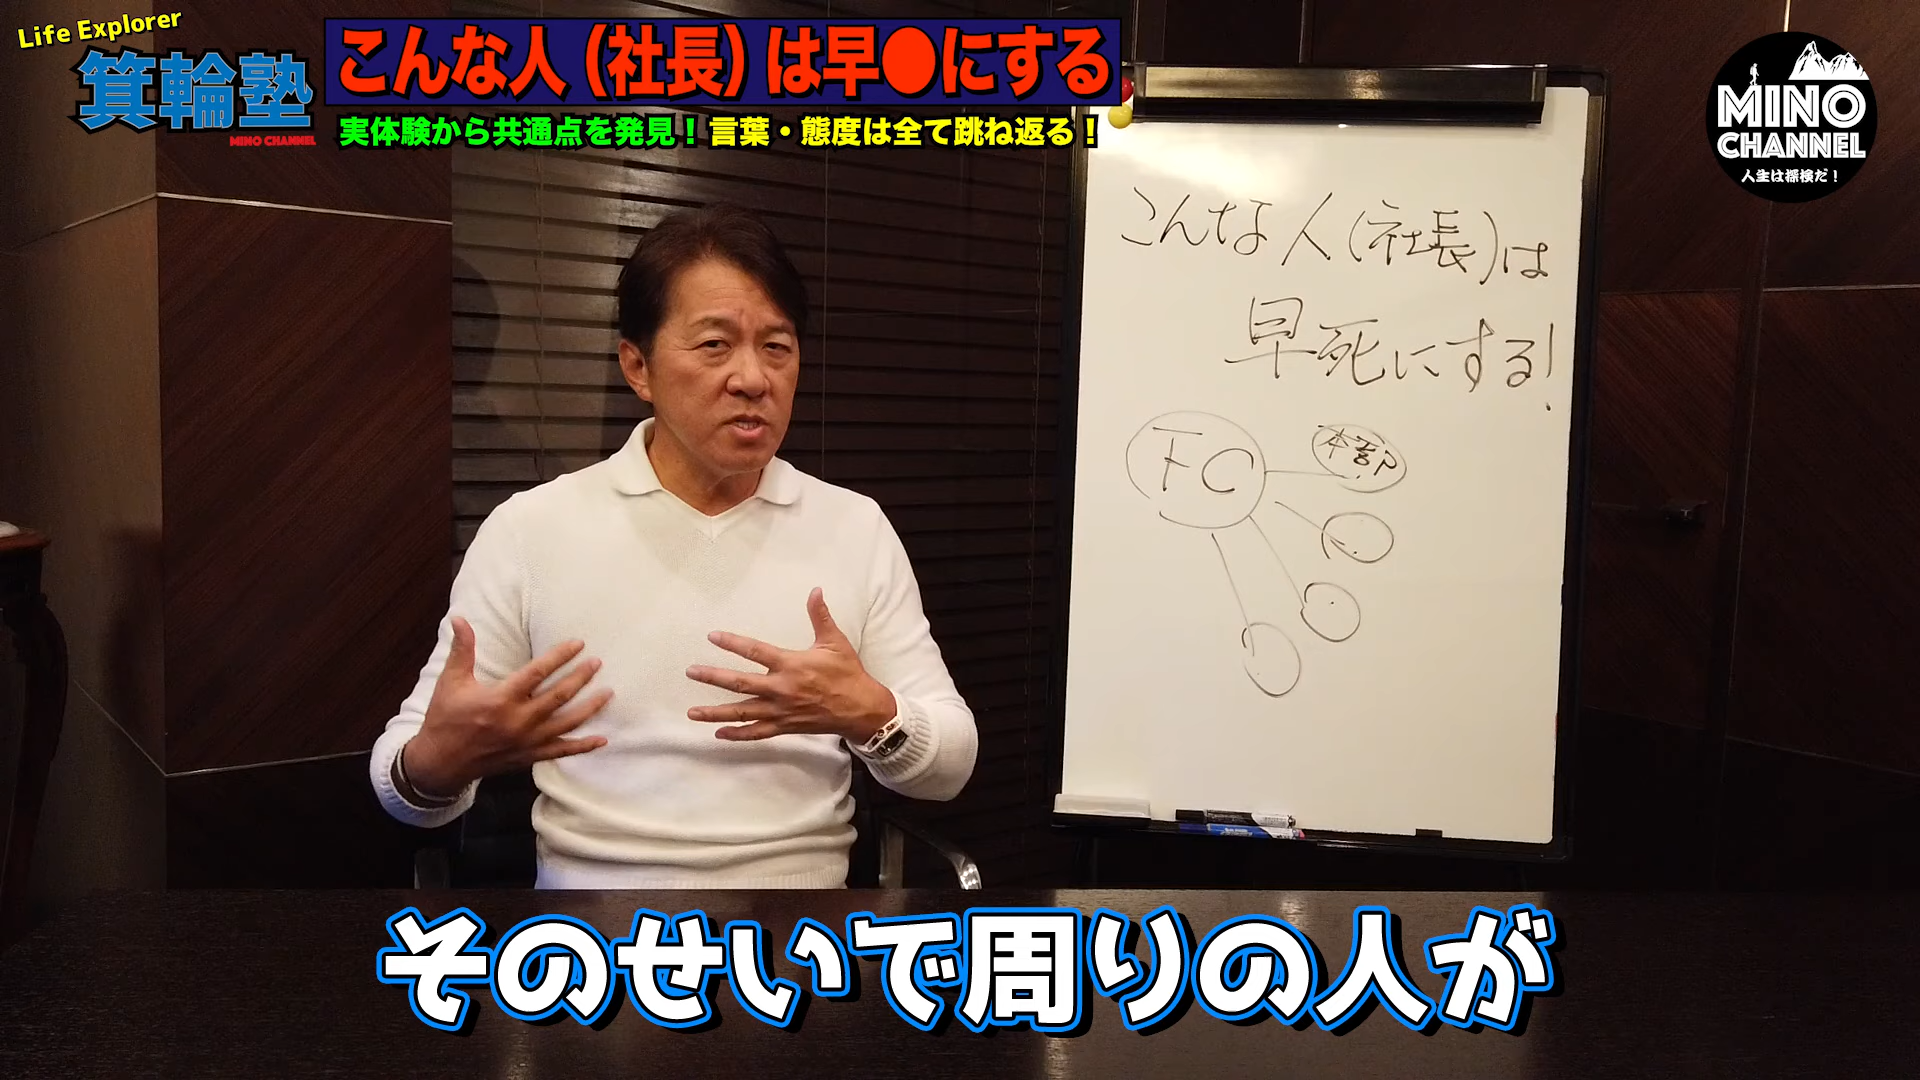 Life Explorer
箕輪塾
MINO CHANNEL
こんな人（社長）は早●にする
実体験から共通点を発見！言葉・態度は全て跳ね返る！
MINO
CHANNEL
人生は探検だ！
こんな人(社長)は
早死にする!
FC
そのせいで周りの人が